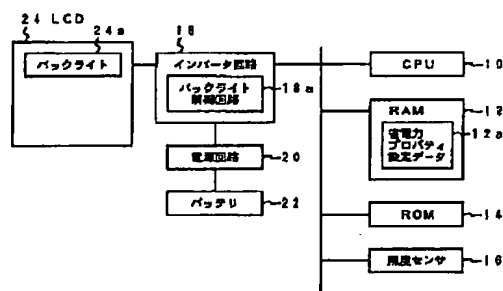 24 LCD
24a
バックライト
18
インバータ回路
バックライト
制御回路
18a
電源回路
20
バッテリ
22
CPU
10
RAM
12
省電力
プロパティ
設定データ
12a
ROM
14
照度センサ
16